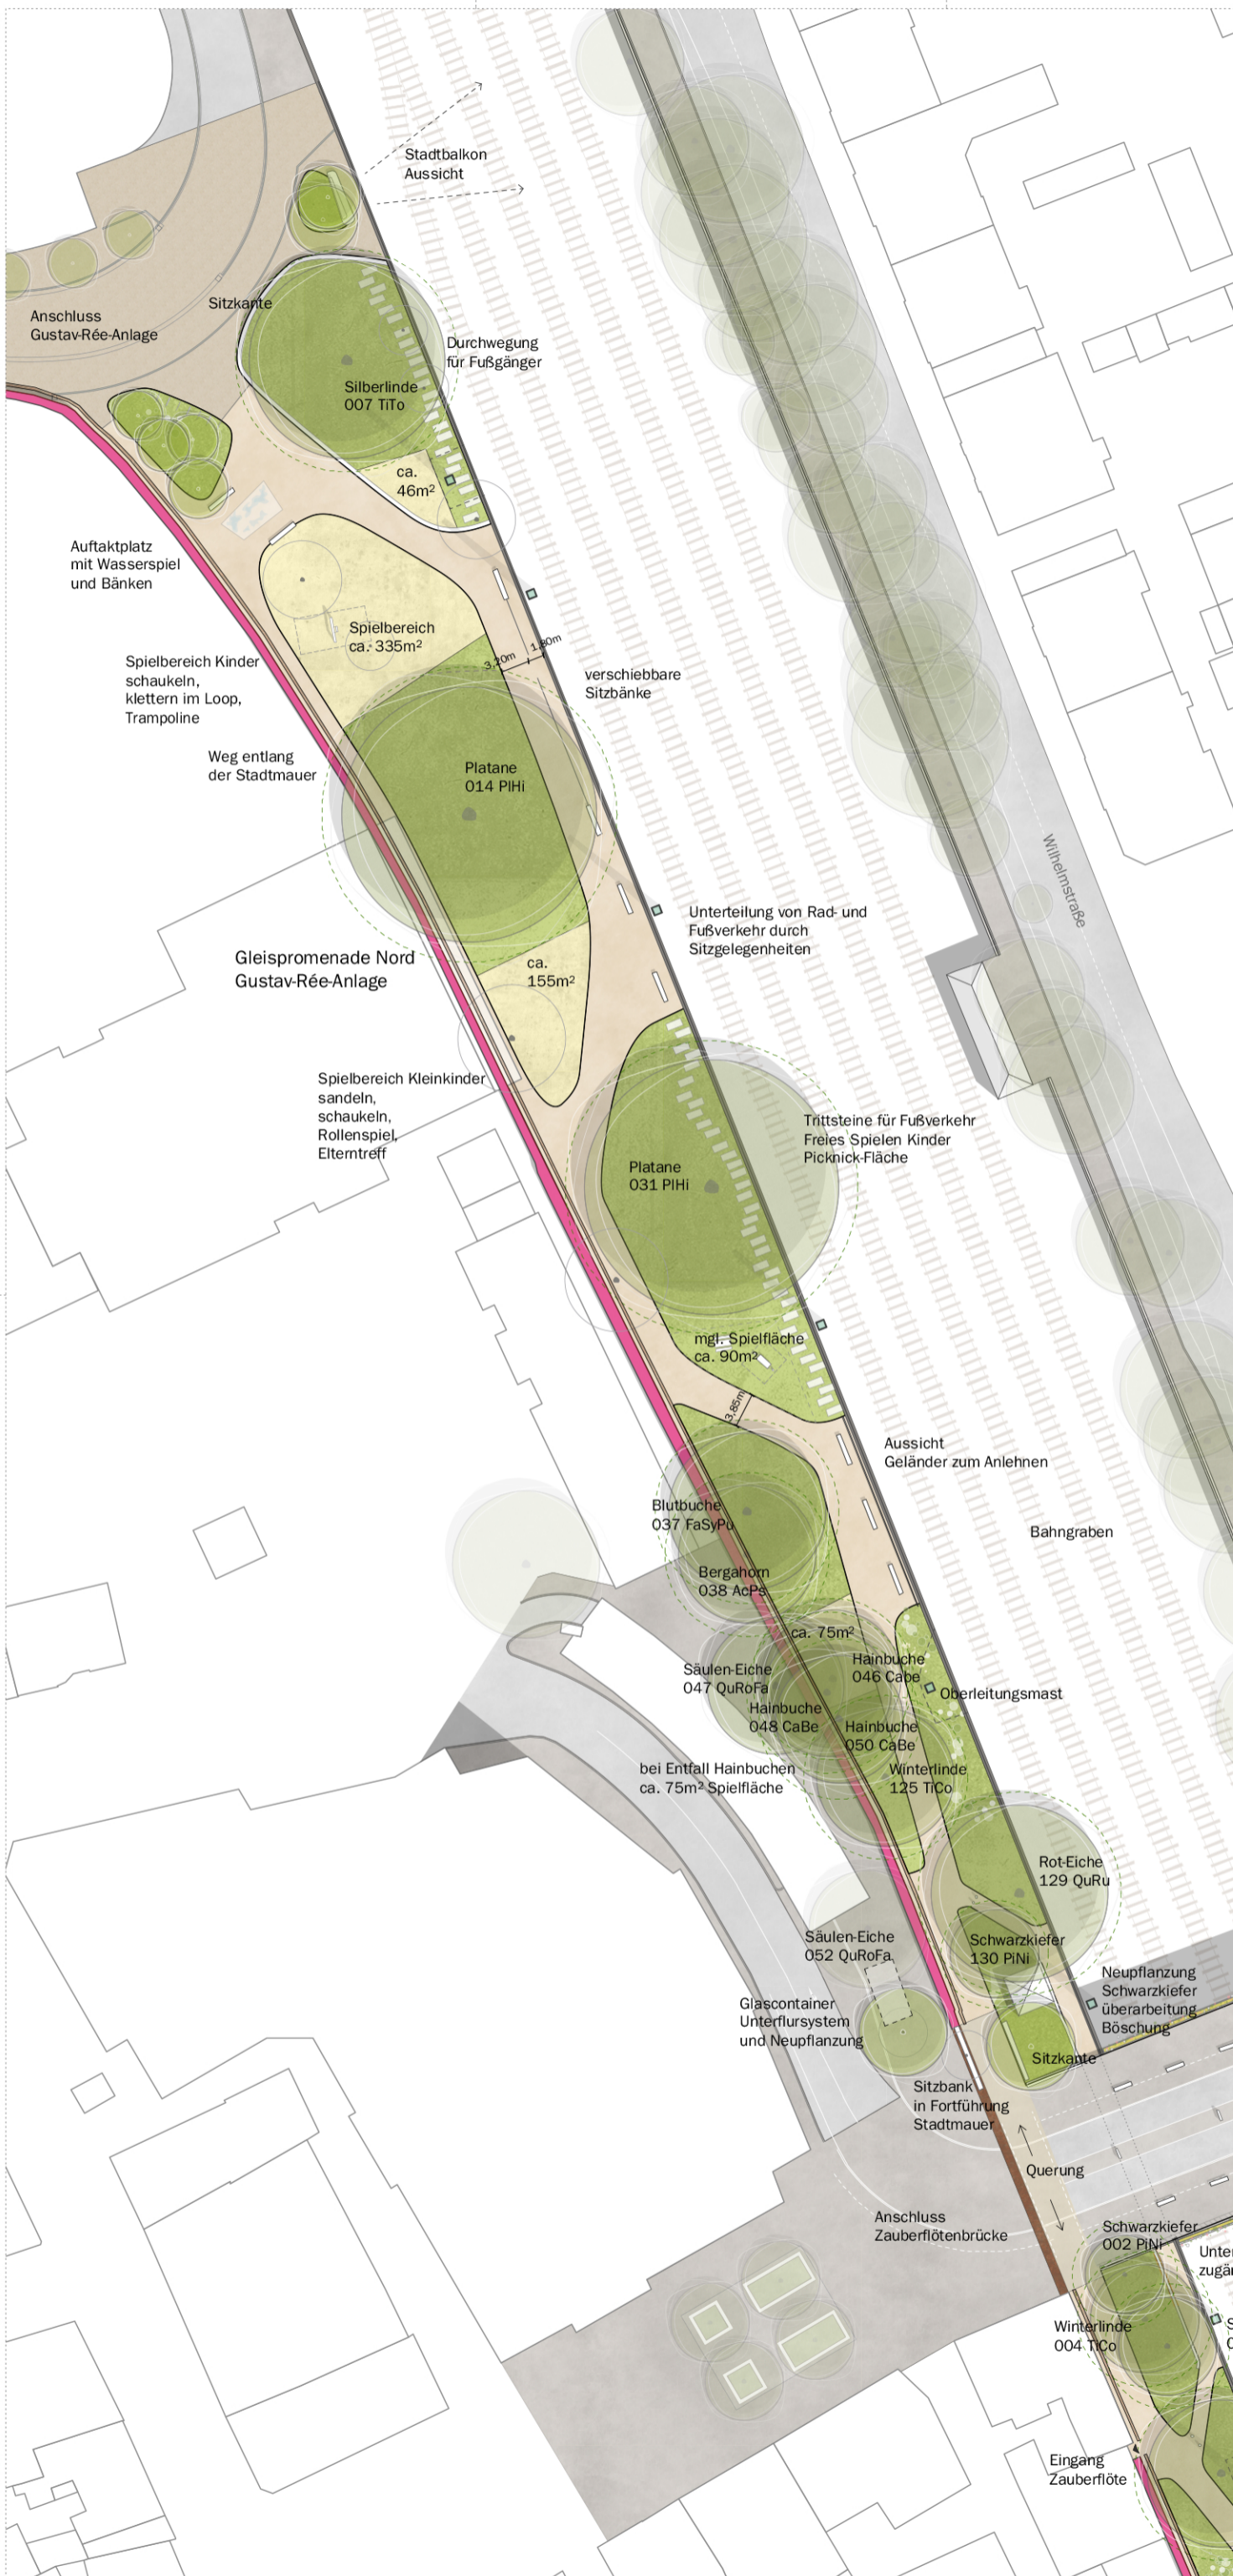 Stadtbalkon
Aussicht
Sitzkante
Anschluss
Gustav-Rée-Anlage
Durchwegung
für Fußgänger
Silberlinde
007 TiTo
ca.
46m²
Auftaktplatz
mit Wasserspiel
und Bänken
Spielbereich
ca. 335m²
3,20m
1,80m
Spielbereich Kinder
schaukeln,
klettern im Loop,
Trampoline
verschiebbare
Sitzbänke
Weg entlang
der Stadtmauer
Platane
014 PlHi
Wilhelmstraße
Unterteilung von Rad- und
Fußverkehr durch
Sitzgelegenheiten
Gleispromenade Nord
Gustav-Rée-Anlage
ca.
155m²
Spielbereich Kleinkinder
sandeln,
schaukeln,
Rollenspiel,
Elterntreff
Trittsteine für Fußverkehr
Freies Spielen Kinder
Picknick-Fläche
Platane
031 PlHi
mgl. Spielfläche
ca. 90m²
3,85m
Aussicht
Geländer zum Anlehnen
Blutbuche
037 FaSyPu
Bahngraben
Bergahorn
038 AcPs
ca. 75m²
Hainbuche
046 Cabe
Säulen-Eiche
047 QuRoFa
Oberleitungsmast
Hainbuche
048 CaBe
Hainbuche
050 CaBe
bei Entfall Hainbuchen
ca. 75m² Spielfläche
Winterlinde
125 TiCo
Rot-Eiche
129 QuRu
Säulen-Eiche
052 QuRoFa
Schwarzkiefer
130 PiNi
Neupflanzung
Schwarzkiefer
überarbeitung
Böschung
Glascontainer
Unterflursystem
und Neupflanzung
Sitzkante
Sitzbank
in Fortführung
Stadtmauer
Querung
Anschluss
Zauberflötenbrücke
Schwarzkiefer
002 PiNi
Unter
zugä
Winterlinde
004 TiCo
S
0
Eingang
Zauberflöte